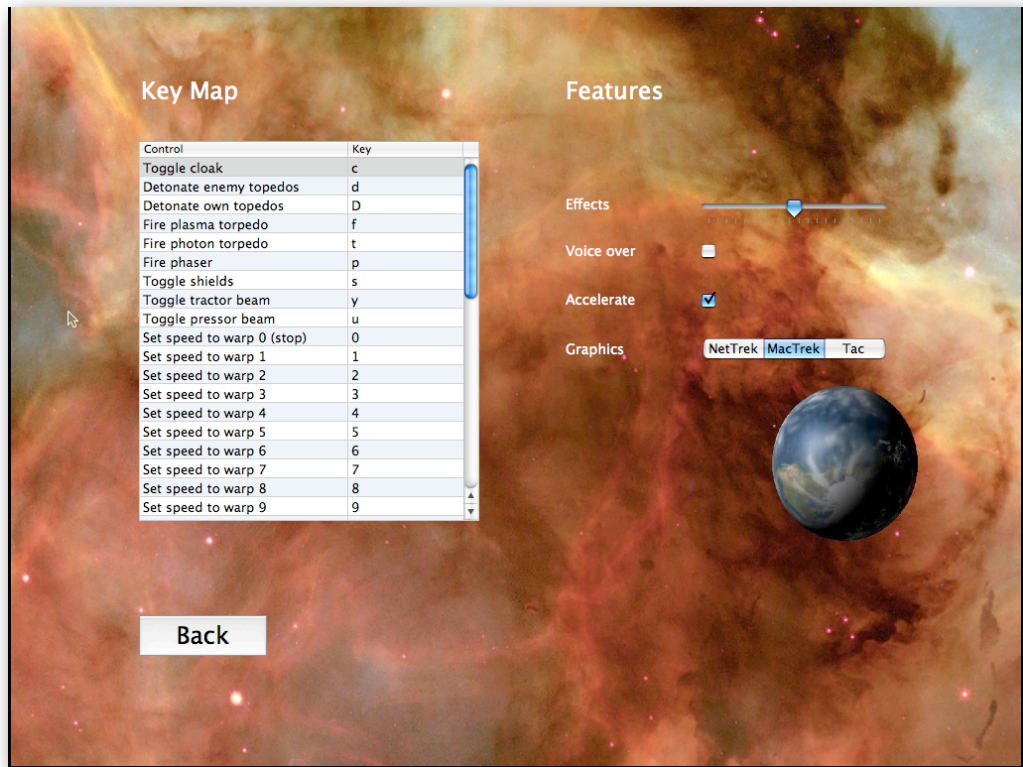 Key Map
Control Key
Toggle cloak c
Detonate enemy topedos d
Detonate own topedos D
Fire plasma torpedo f
Fire photon torpedo t
Fire phaser p
Toggle shields s
Toggle tractor beam y
Toggle pressor beam u
Set speed to warp 0 (stop) 0
Set speed to warp 1 1
Set speed to warp 2 2
Set speed to warp 3 3
Set speed to warp 4 4
Set speed to warp 5 5
Set speed to warp 6 6
Set speed to warp 7 7
Set speed to warp 8 8
Set speed to warp 9 9
Back
Features
Effects
Voice over
Accelerate
Graphics NetTrek MacTrek Tac